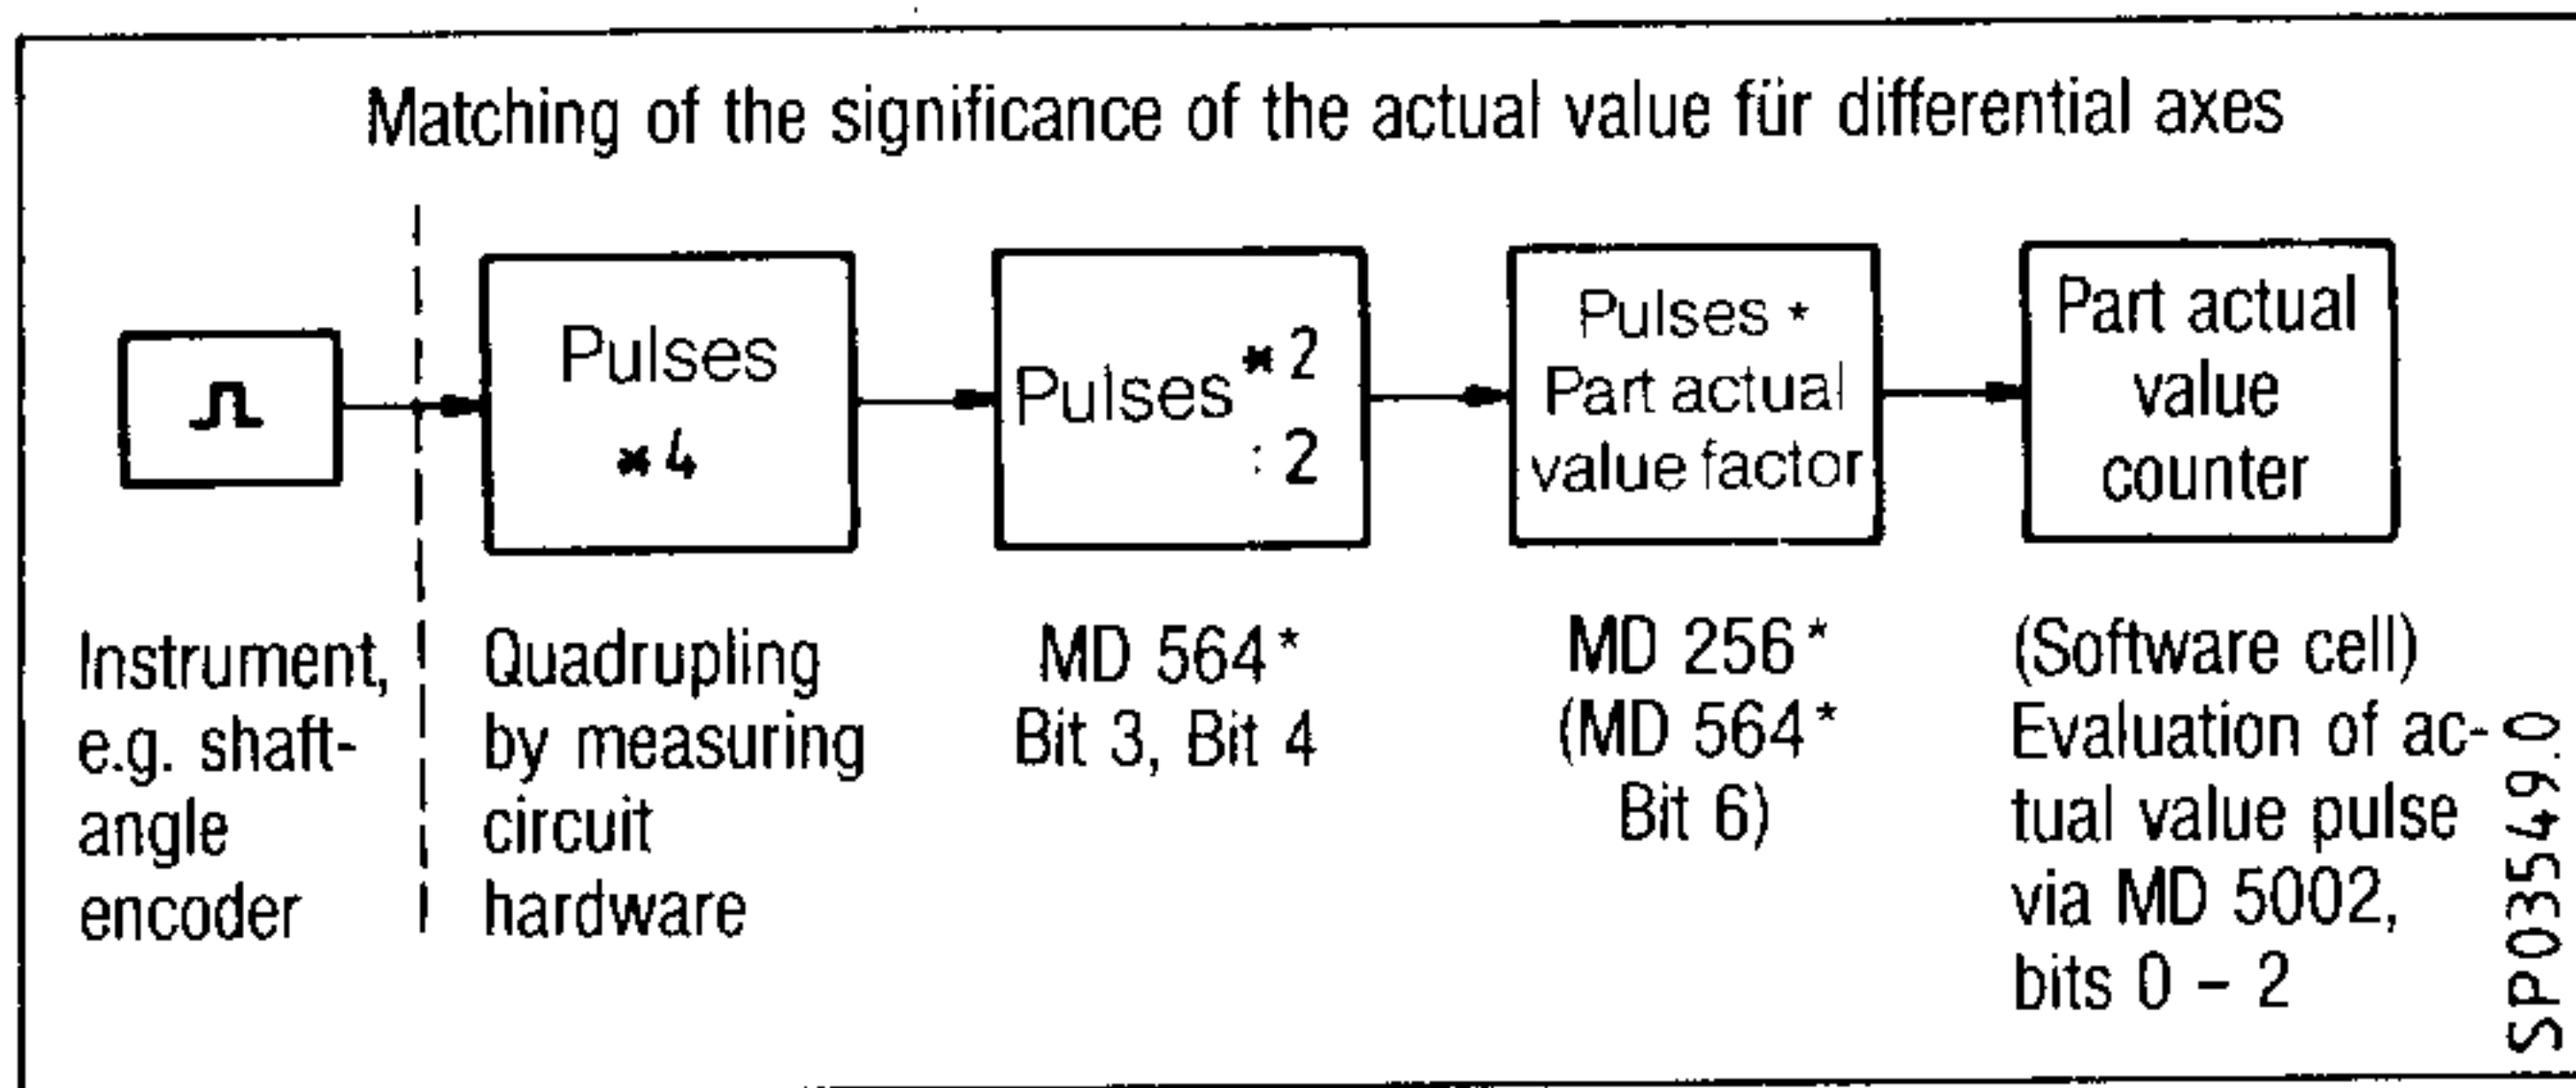 Matching of the significance of the actual value für differential axes
Pulses
* 4
Pulses * 2
: 2
Pulses *
Part actual
value factor
Part actual
value
counter
Instrument,
e.g. shaft-
angle
encoder
Quadrupling
by measuring
circuit
hardware
MD 564*
Bit 3, Bit 4
MD 256*
(MD 564*
Bit 6)
(Software cell)
Evaluation of ac-
tual value pulse
via MD 5002,
bits 0 – 2
SP03549.0